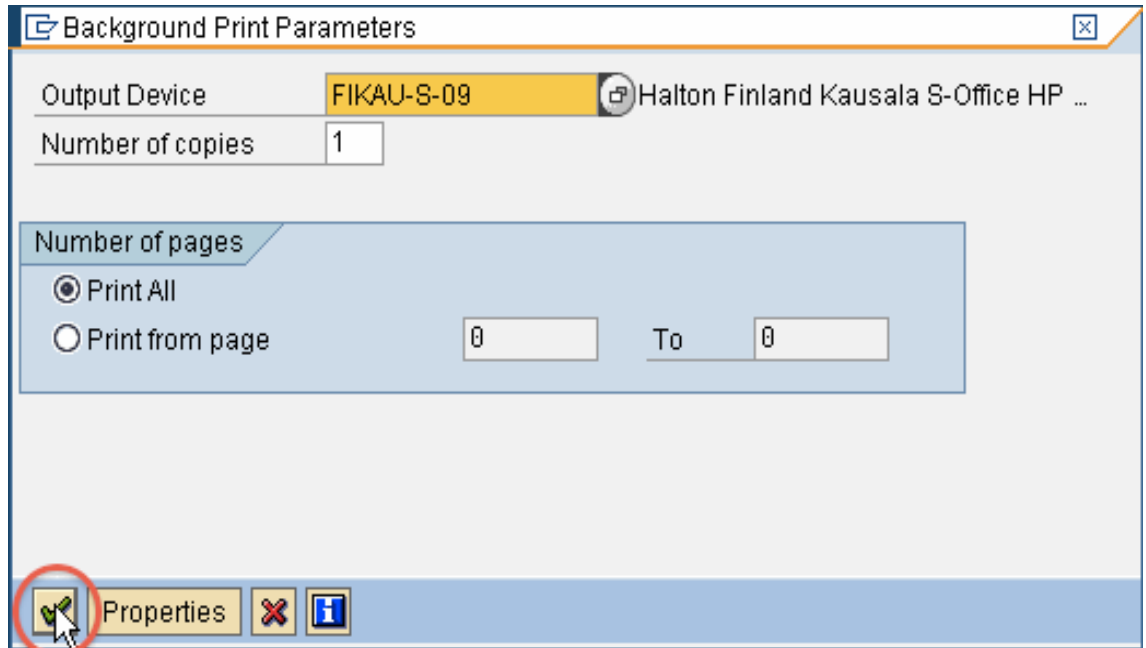 Background Print Parameters
Output Device FIKAU-S-09 Halton Finland Kausala S-Office HP ...
Number of copies 1
Number of pages
Print All
Print from page 0 To 0
Properties